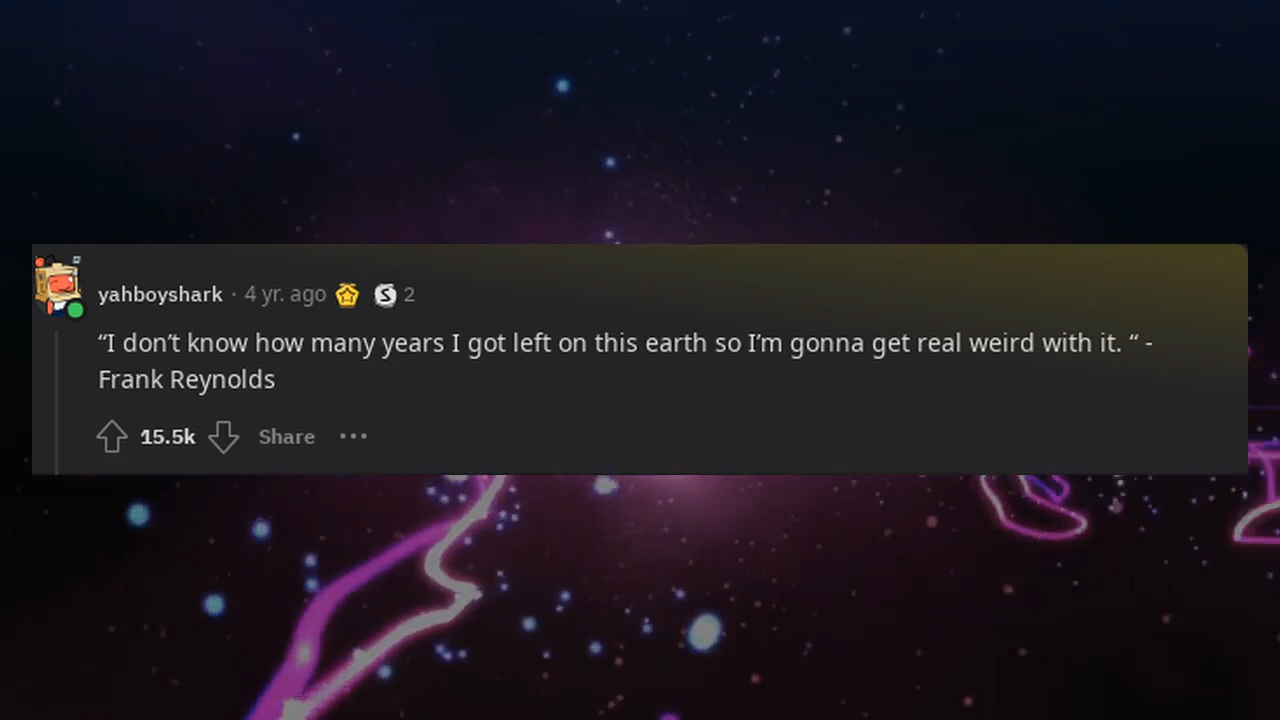 yahboyshark · 4 yr. ago S 2
“I don’t know how many years I got left on this earth so I’m gonna get real weird with it. “ -
Frank Reynolds
15.5k Share ···